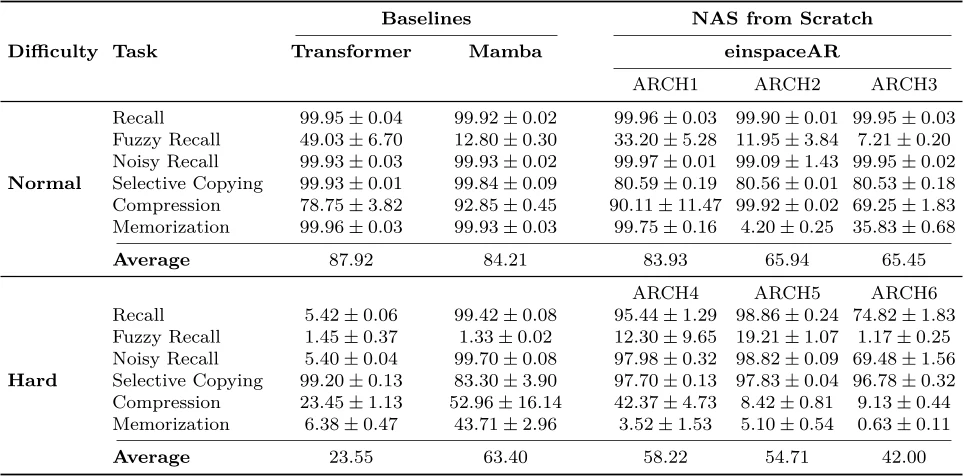 Baselines NAS from Scratch
Difficulty Task Transformer Mamba einspaceAR
ARCH1 ARCH2 ARCH3
Recall 99.95 ± 0.04 99.92 ± 0.02 99.96 ± 0.03 99.90 ± 0.01 99.95 ± 0.03
Fuzzy Recall 49.03 ± 6.70 12.80 ± 0.30 33.20 ± 5.28 11.95 ± 3.84 7.21 ± 0.20
Noisy Recall 99.93 ± 0.03 99.93 ± 0.02 99.97 ± 0.01 99.09 ± 1.43 99.95 ± 0.02
Normal Selective Copying 99.93 ± 0.01 99.84 ± 0.09 80.59 ± 0.19 80.56 ± 0.01 80.53 ± 0.18
Compression 78.75 ± 3.82 92.85 ± 0.45 90.11 ± 11.47 99.92 ± 0.02 69.25 ± 1.83
Memorization 99.96 ± 0.03 99.93 ± 0.03 99.75 ± 0.16 4.20 ± 0.25 35.83 ± 0.68
Average 87.92 84.21 83.93 65.94 65.45
ARCH4 ARCH5 ARCH6
Recall 5.42 ± 0.06 99.42 ± 0.08 95.44 ± 1.29 98.86 ± 0.24 74.82 ± 1.83
Fuzzy Recall 1.45 ± 0.37 1.33 ± 0.02 12.30 ± 9.65 19.21 ± 1.07 1.17 ± 0.25
Noisy Recall 5.40 ± 0.04 99.70 ± 0.08 97.98 ± 0.32 98.82 ± 0.09 69.48 ± 1.56
Hard Selective Copying 99.20 ± 0.13 83.30 ± 3.90 97.70 ± 0.13 97.83 ± 0.04 96.78 ± 0.32
Compression 23.45 ± 1.13 52.96 ± 16.14 42.37 ± 4.73 8.42 ± 0.81 9.13 ± 0.44
Memorization 6.38 ± 0.47 43.71 ± 2.96 3.52 ± 1.53 5.10 ± 0.54 0.63 ± 0.11
Average 23.55 63.40 58.22 54.71 42.00